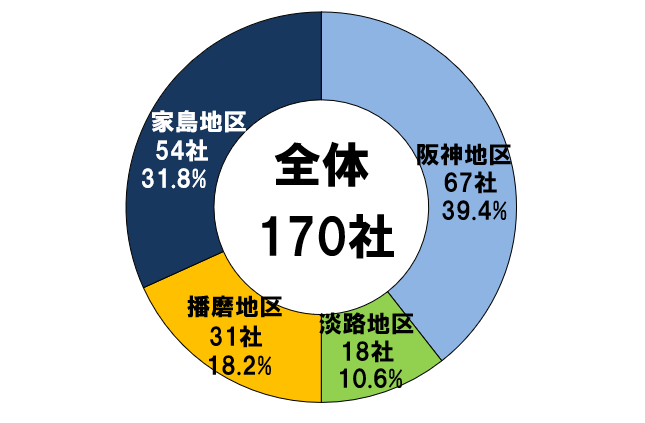 全体
170社
阪神地区
67社
39.4%
淡路地区
18社
10.6%
播磨地区
31社
18.2%
家島地区
54社
31.8%